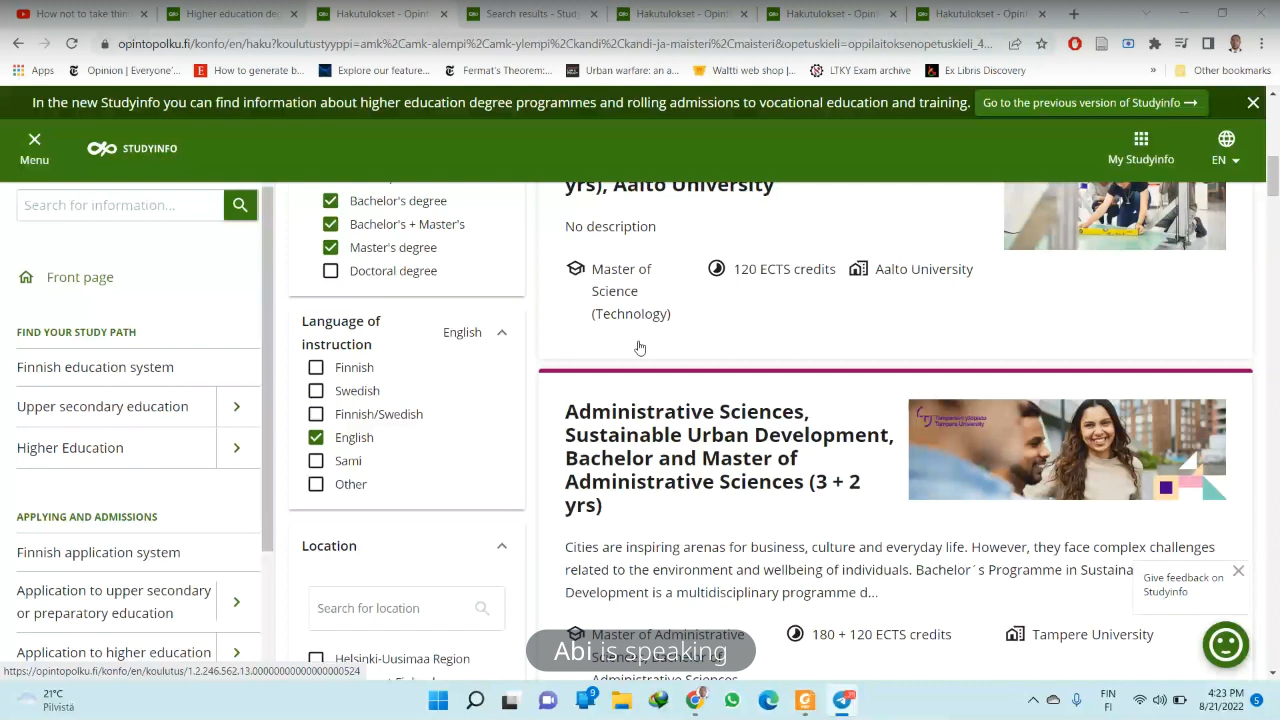 How not to take thin
Higher education de
Hakutulokset - Opint
Search results - Study
Hakutulokset - Opint
Hakutulokset - Opint
Hakutulokset - Opint
opintopolku.fi/konfo/en/haku?koulutustyyppi=amk%2Camk-alempi%2Camk-ylempi%2Ckandi%2Ckandi-ja-maisteri%2Cmaisteri&opetuskieli=oppilaitoksenopetuskieli_4...
Apps
Opinion | Everyone'...
How to generate b...
Explore our feature...
Fermat's Theorem:...
Urban warfare: an a...
Waltti web shop |...
LTKY Exam archive
Ex Libris Discovery
»
Other bookmarks
In the new Studyinfo you can find information about higher education degree programmes and rolling admissions to vocational education and training.
Go to the previous version of Studyinfo →
Menu
STUDYINFO
My Studyinfo
EN
Search for information...
Front page
FIND YOUR STUDY PATH
Finnish education system
Upper secondary education
Higher Education
APPLYING AND ADMISSIONS
Finnish application system
Application to upper secondary
or preparatory education
Application to higher education
Bachelor's degree
Bachelor's + Master's
Master's degree
Doctoral degree
Language of
instruction
English
Finnish
Swedish
Finnish/Swedish
English
Sami
Other
Location
Search for location
Helsinki-Uusimaa Region
yrs), Aalto University
No description
Master of
Science
(Technology)
120 ECTS credits
Aalto University
Administrative Sciences,
Sustainable Urban Development,
Bachelor and Master of
Administrative Sciences (3 + 2
yrs)
Tampereen yliopisto
Tampere University
Cities are inspiring arenas for business, culture and everyday life. However, they face complex challenges
related to the environment and wellbeing of individuals. Bachelor´s Programme in Sustaina
Development is a multidisciplinary programme d...
Master of Administrative
180 + 120 ECTS credits
Tampere University
Give feedback on
Studyinfo
Abi is speaking
https://opintopolku.fi/konfo/en/koulutus/1.2.246.562.13.00000000000000000524
21°C
Pilvistä
9
FIN
FI
4:23 PM
8/21/2022
5